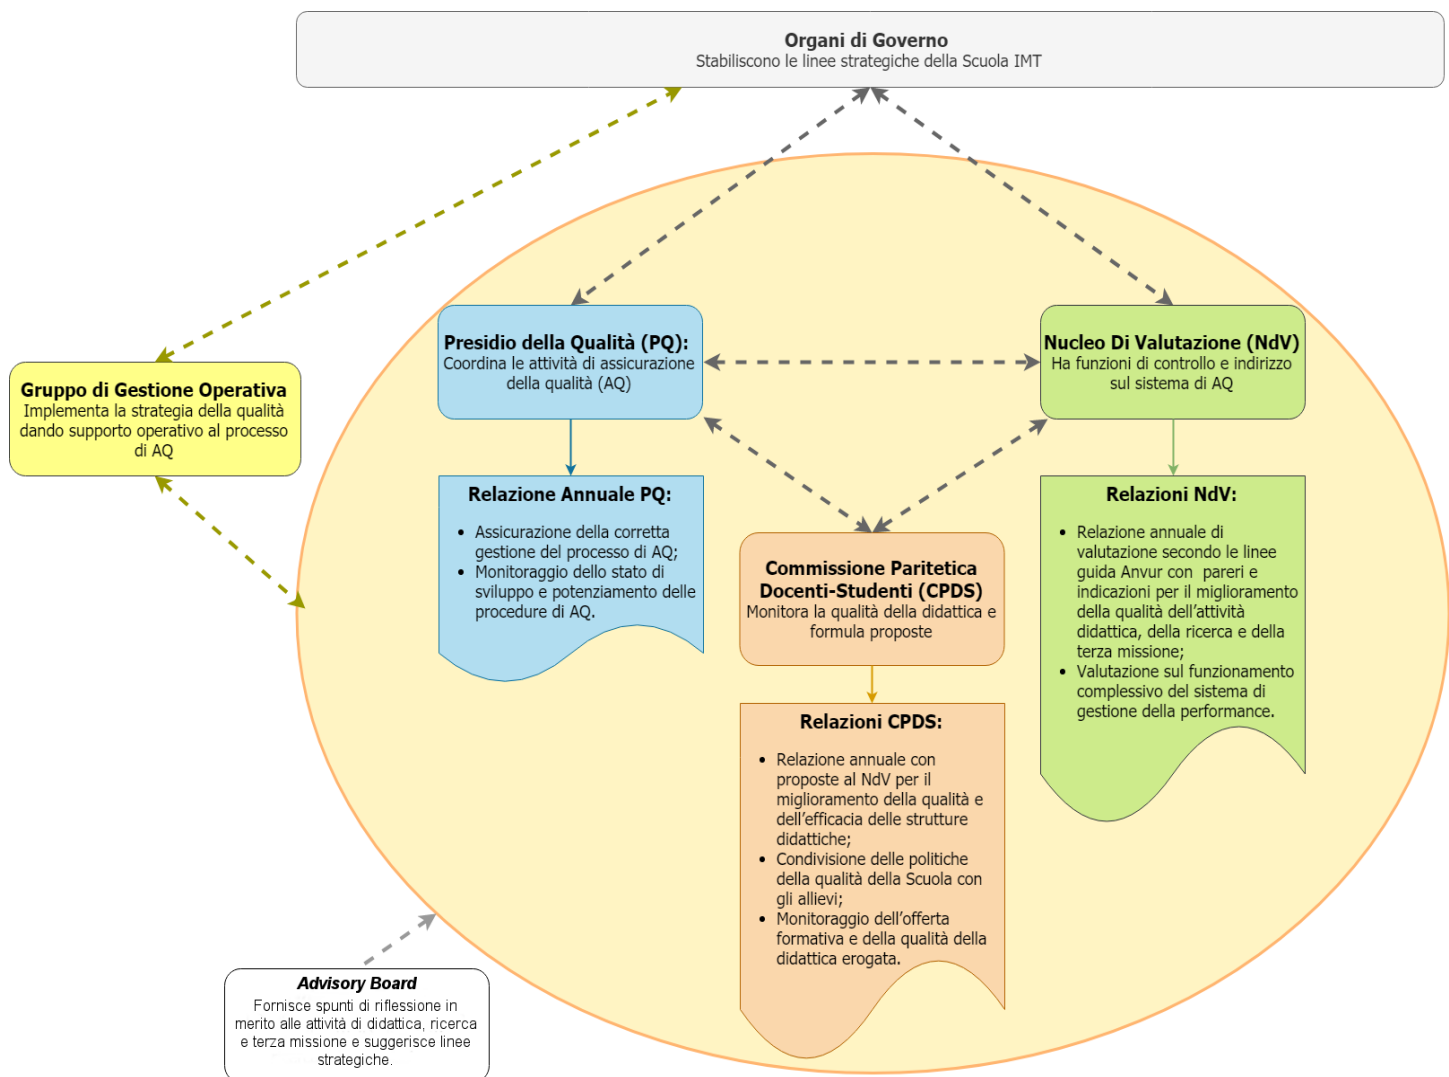 Organi di Governo
Stabiliscono le linee strategiche della Scuola IMT
Presidio della Qualità (PQ):
Coordina le attività di assicurazione
della qualità (AQ)
Nucleo Di Valutazione (NdV)
Ha funzioni di controllo e indirizzo
sul sistema di AQ
Gruppo di Gestione Operativa
Implementa la strategia della qualità
dando supporto operativo al processo
di AQ
Relazione Annuale PQ:
• Assicurazione della corretta
gestione del processo di AQ;
• Monitoraggio dello stato di
sviluppo e potenziamento delle
procedure di AQ.
Relazioni NdV:
• Relazione annuale di
valutazione secondo le linee
guida Anvur con pareri e
indicazioni per il miglioramento
della qualità dell'attività
didattica, della ricerca e della
terza missione;
• Valutazione sul funzionamento
complessivo del sistema di
gestione della performance.
Commissione Paritetica
Docenti-Studenti (CPDS)
Monitora la qualità della didattica e
formula proposte
Relazioni CPDS:
• Relazione annuale con
proposte al NdV per il
miglioramento della qualità e
dell'efficacia delle strutture
didattiche;
• Condivisione delle politiche
della qualità della Scuola con
gli allievi;
• Monitoraggio dell'offerta
formativa e della qualità della
didattica erogata.
Advisory Board
Fornisce spunti di riflessione in
merito alle attività di didattica, ricerca
e terza missione e suggerisce linee
strategiche.